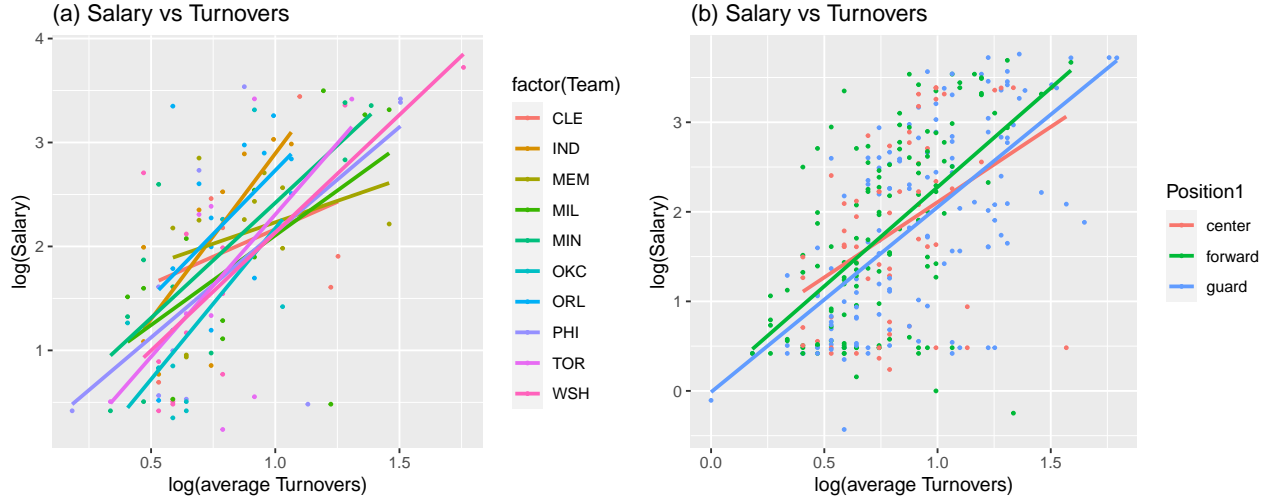 (a) Salary vs Turnovers
4
3
2
1
log(Salary)
0.5 1.0 1.5
log(average Turnovers)
factor(Team)
CLE
IND
MEM
MIL
MIN
OKC
ORL
PHI
TOR
WSH
(b) Salary vs Turnovers
3
2
1
0
log(Salary)
0.0 0.5 1.0 1.5
log(average Turnovers)
Position1
center
forward
guard